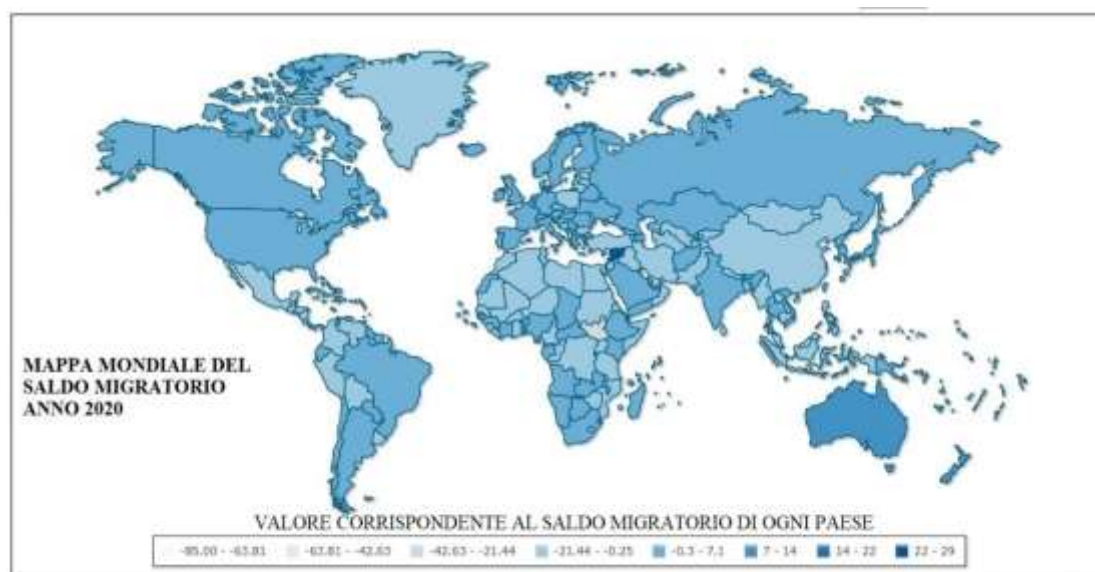 MAPPA MONDIALE DEL
SALDO MIGRATORIO
ANNO 2020
VALORE CORRISPONDENTE AL SALDO MIGRATORIO DI OGNI PAESE
-85.00 - -63.81 -63.81 - -42.63 -42.63 - -21.44 -21.44 - -0.25 -0.3 - 7.1 7 - 14 14 - 22 22 - 29